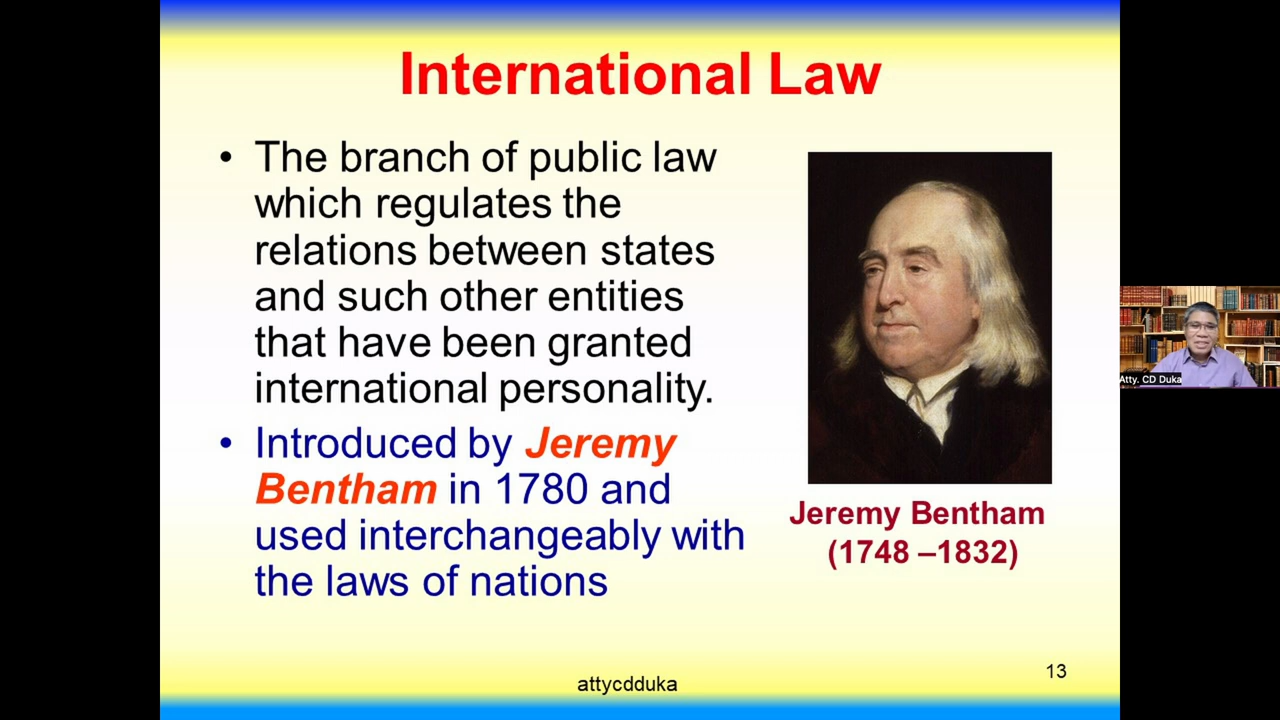 International Law
• The branch of public law
which regulates the
relations between states
and such other entities
that have been granted
international personality.
• Introduced by Jeremy
Bentham in 1780 and
used interchangeably with
the laws of nations
Jeremy Bentham
(1748 –1832)
Atty. CD Duka
attycdduka
13